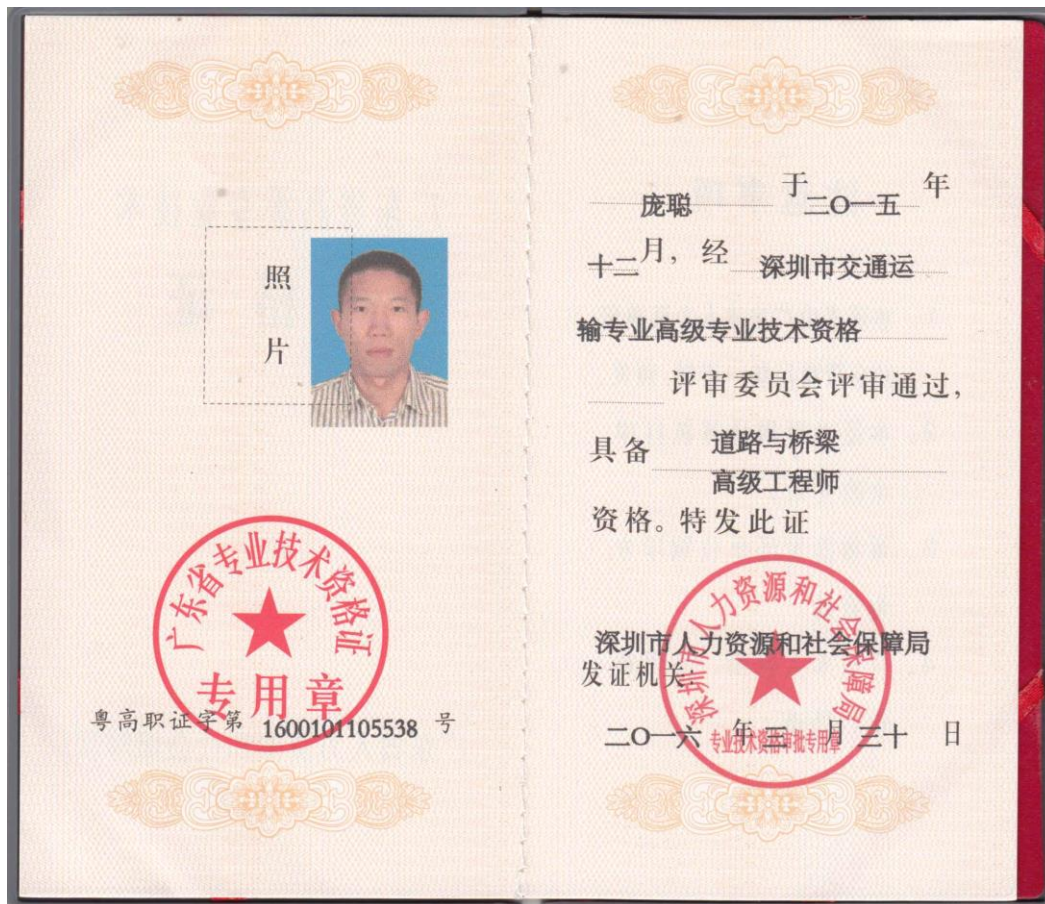 照
片
广东省专业技术资格证
专用章
粤高职证字第 1600101105538 号
庞聪 于 二O一五 年
十二 月，经 深圳市交通运
输专业高级专业技术资格
评审委员会评审通过，
具备 道路与桥梁
高级工程师
资格。特发此证
深圳市人力资源和社会保障局
深圳市人力资源和社会保障局
发证机关：
二O一六 年 三 月 三十 日
专业技术资格审批专用章